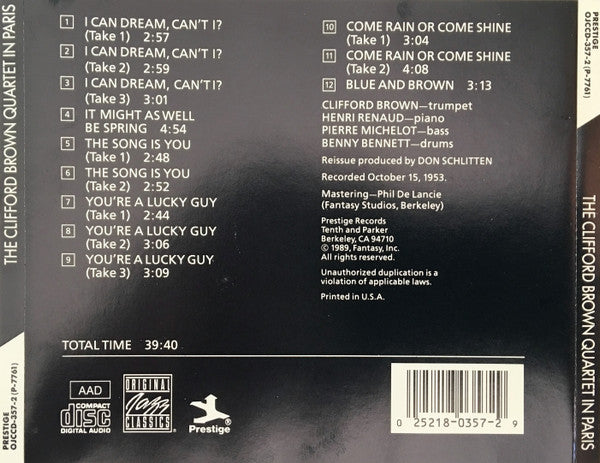 THE CLIFFORD BROWN QUARTET IN PARIS
PRESTIGE
OJCCD-357-2 (P-7761)
1 I CAN DREAM, CAN'T I?
(Take 1) 2:57
2 I CAN DREAM, CAN'T I?
(Take 2) 2:59
3 I CAN DREAM, CAN'T I?
(Take 3) 3:01
4 IT MIGHT AS WELL
BE SPRING 4:54
5 THE SONG IS YOU
(Take 1) 2:48
6 THE SONG IS YOU
(Take 2) 2:52
7 YOU'RE A LUCKY GUY
(Take 1) 2:44
8 YOU'RE A LUCKY GUY
(Take 2) 3:06
9 YOU'RE A LUCKY GUY
(Take 3) 3:09
10 COME RAIN OR COME SHINE
(Take 1) 3:04
11 COME RAIN OR COME SHINE
(Take 2) 4:08
12 BLUE AND BROWN 3:13
CLIFFORD BROWN—trumpet
HENRI RENAUD—piano
PIERRE MICHELOT—bass
BENNY BENNETT—drums
Reissue produced by DON SCHLITTEN
Recorded October 15, 1953.
Mastering—Phil De Lancie
(Fantasy Studios, Berkeley)
Prestige Records
Tenth and Parker
Berkeley, CA 94710
© 1989, Fantasy, Inc.
All rights reserved.
Unauthorized duplication is a
violation of applicable laws.
Printed in U.S.A.
TOTAL TIME 39:40
AAD
COMPACT
disc
DIGITAL AUDIO
ORIGINAL
Jazz
CLASSICS
Prestige
0 25218-0357-2 9
PRESTIGE
OJCCD-357-2 (P-7761)
THE CLIFFORD BROWN QUARTET IN PARIS